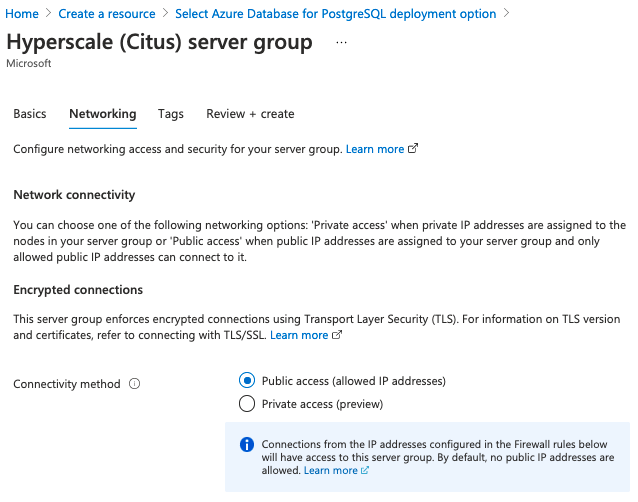 Home > Create a resource > Select Azure Database for PostgreSQL deployment option >
Hyperscale (Citus) server group ...
Microsoft
Basics Networking Tags Review + create
Configure networking access and security for your server group. Learn more
Network connectivity
You can choose one of the following networking options: 'Private access' when private IP addresses are assigned to the
nodes in your server group or 'Public access' when public IP addresses are assigned to your server group and only
allowed public IP addresses can connect to it.
Encrypted connections
This server group enforces encrypted connections using Transport Layer Security (TLS). For information on TLS version
and certificates, refer to connecting with TLS/SSL. Learn more
Connectivity method
Public access (allowed IP addresses)
Private access (preview)
Connections from the IP addresses configured in the Firewall rules below
will have access to this server group. By default, no public IP addresses are
allowed. Learn more